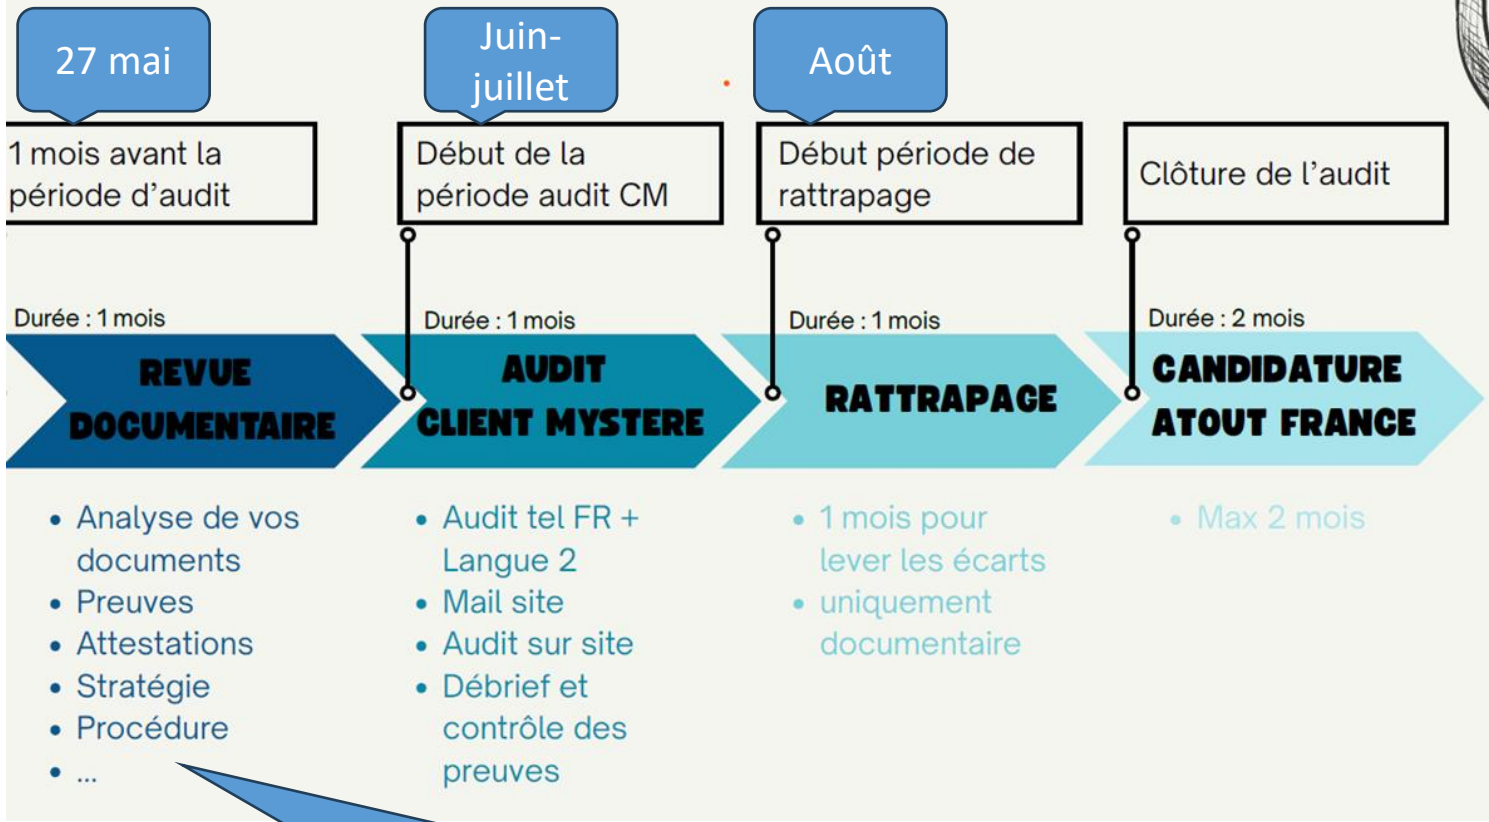 27 mai
Juin-
juillet
Août
1 mois avant la
période d'audit
Début de la
période audit CM
Début période de
rattrapage
Clôture de l'audit
Durée : 1 mois
Durée : 1 mois
Durée : 1 mois
Durée : 2 mois
REVUE
DOCUMENTAIRE
AUDIT
CLIENT MYSTERE
RATTRAPAGE
CANDIDATURE
ATOUT FRANCE
• Analyse de vos
documents
• Preuves
• Attestations
• Stratégie
• Procédure
• ...
• Audit tel FR +
Langue 2
• Mail site
• Audit sur site
• Débrief et
contrôle des
preuves
• 1 mois pour
lever les écarts
• uniquement
documentaire
• Max 2 mois